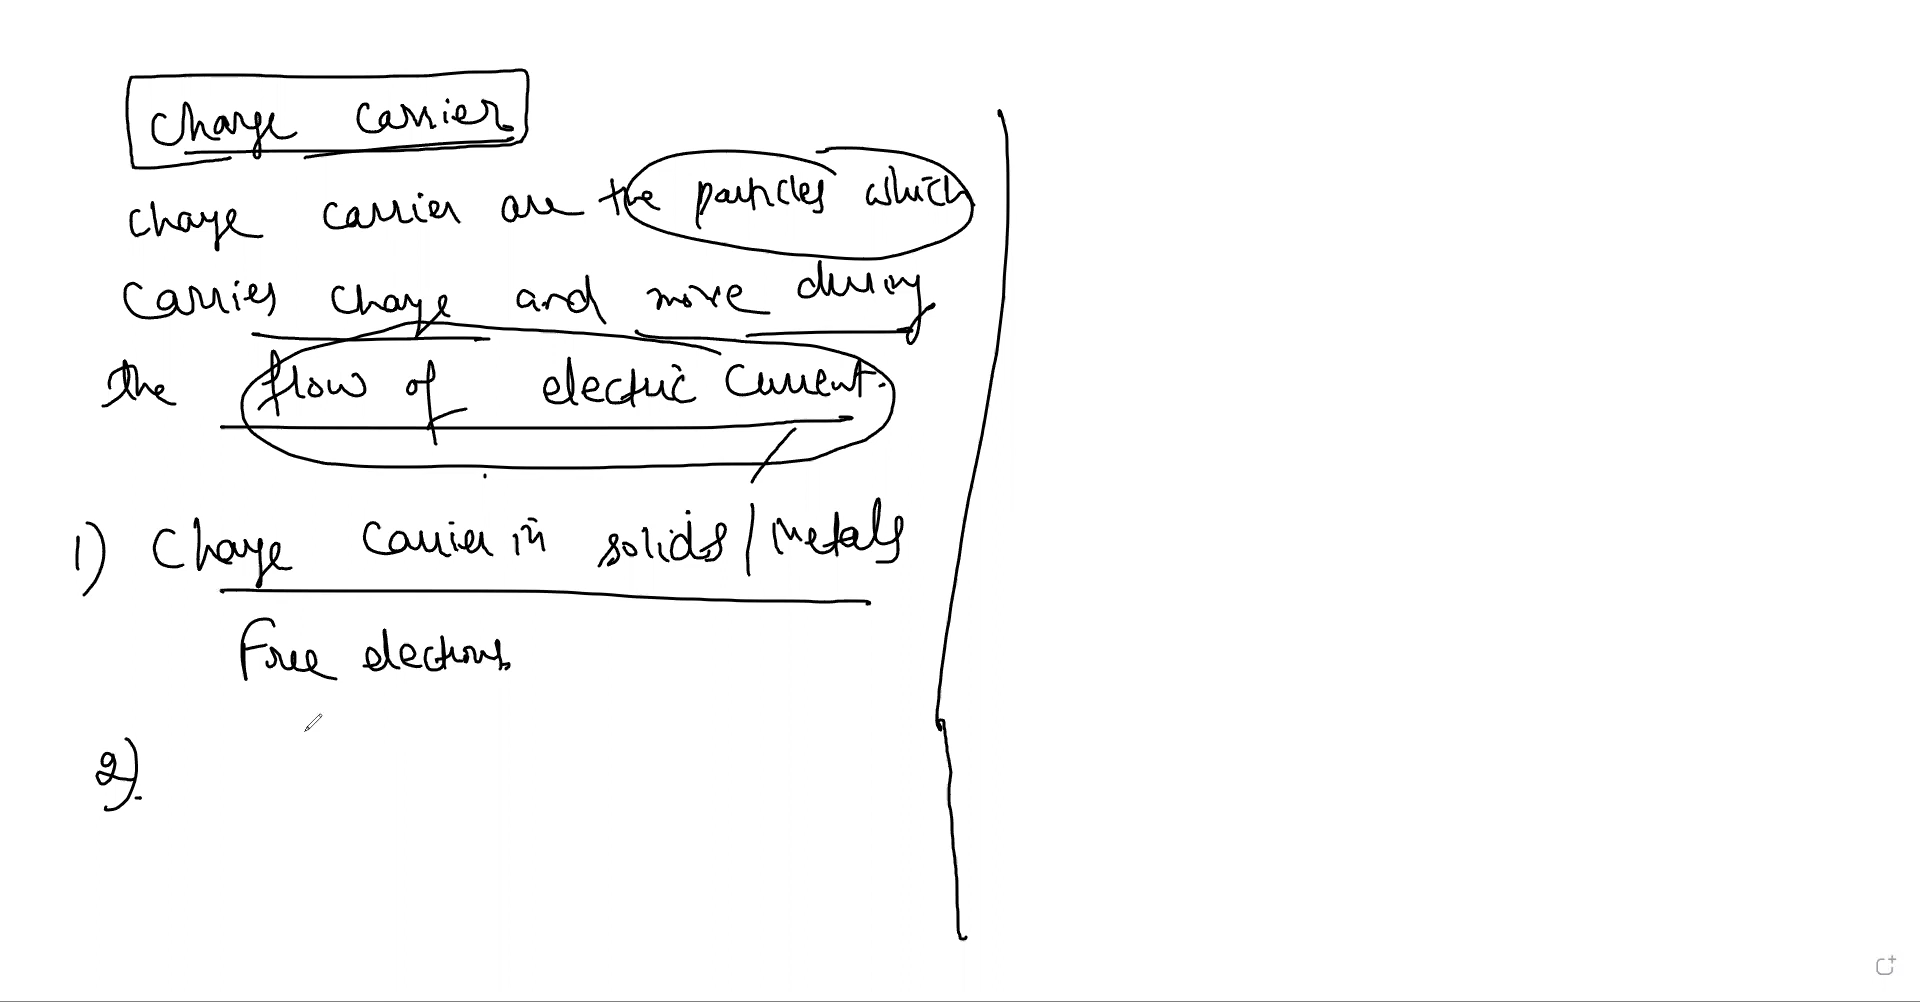 Charge Carrier
Charge Carrier are the particles which
Carries charge and move during
the flow of electric Current.
1) Charge Carrier in solids/Metals
Free electrons
2).